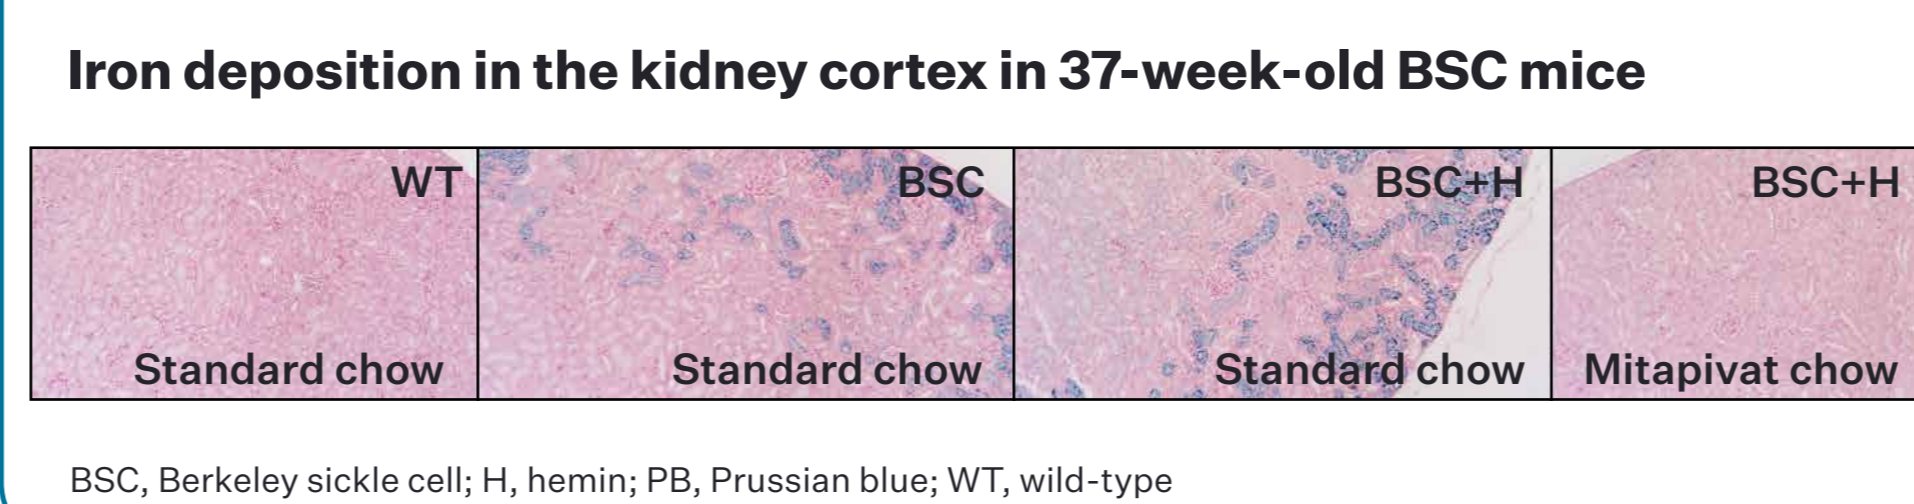 Iron deposition in the kidney cortex in 37-week-old BSC mice
WT
Standard chow
BSC
Standard chow
BSC+H
Standard chow
BSC+H
Mitapivat chow
BSC, Berkeley sickle cell; H, hemin; PB, Prussian blue; WT, wild-type